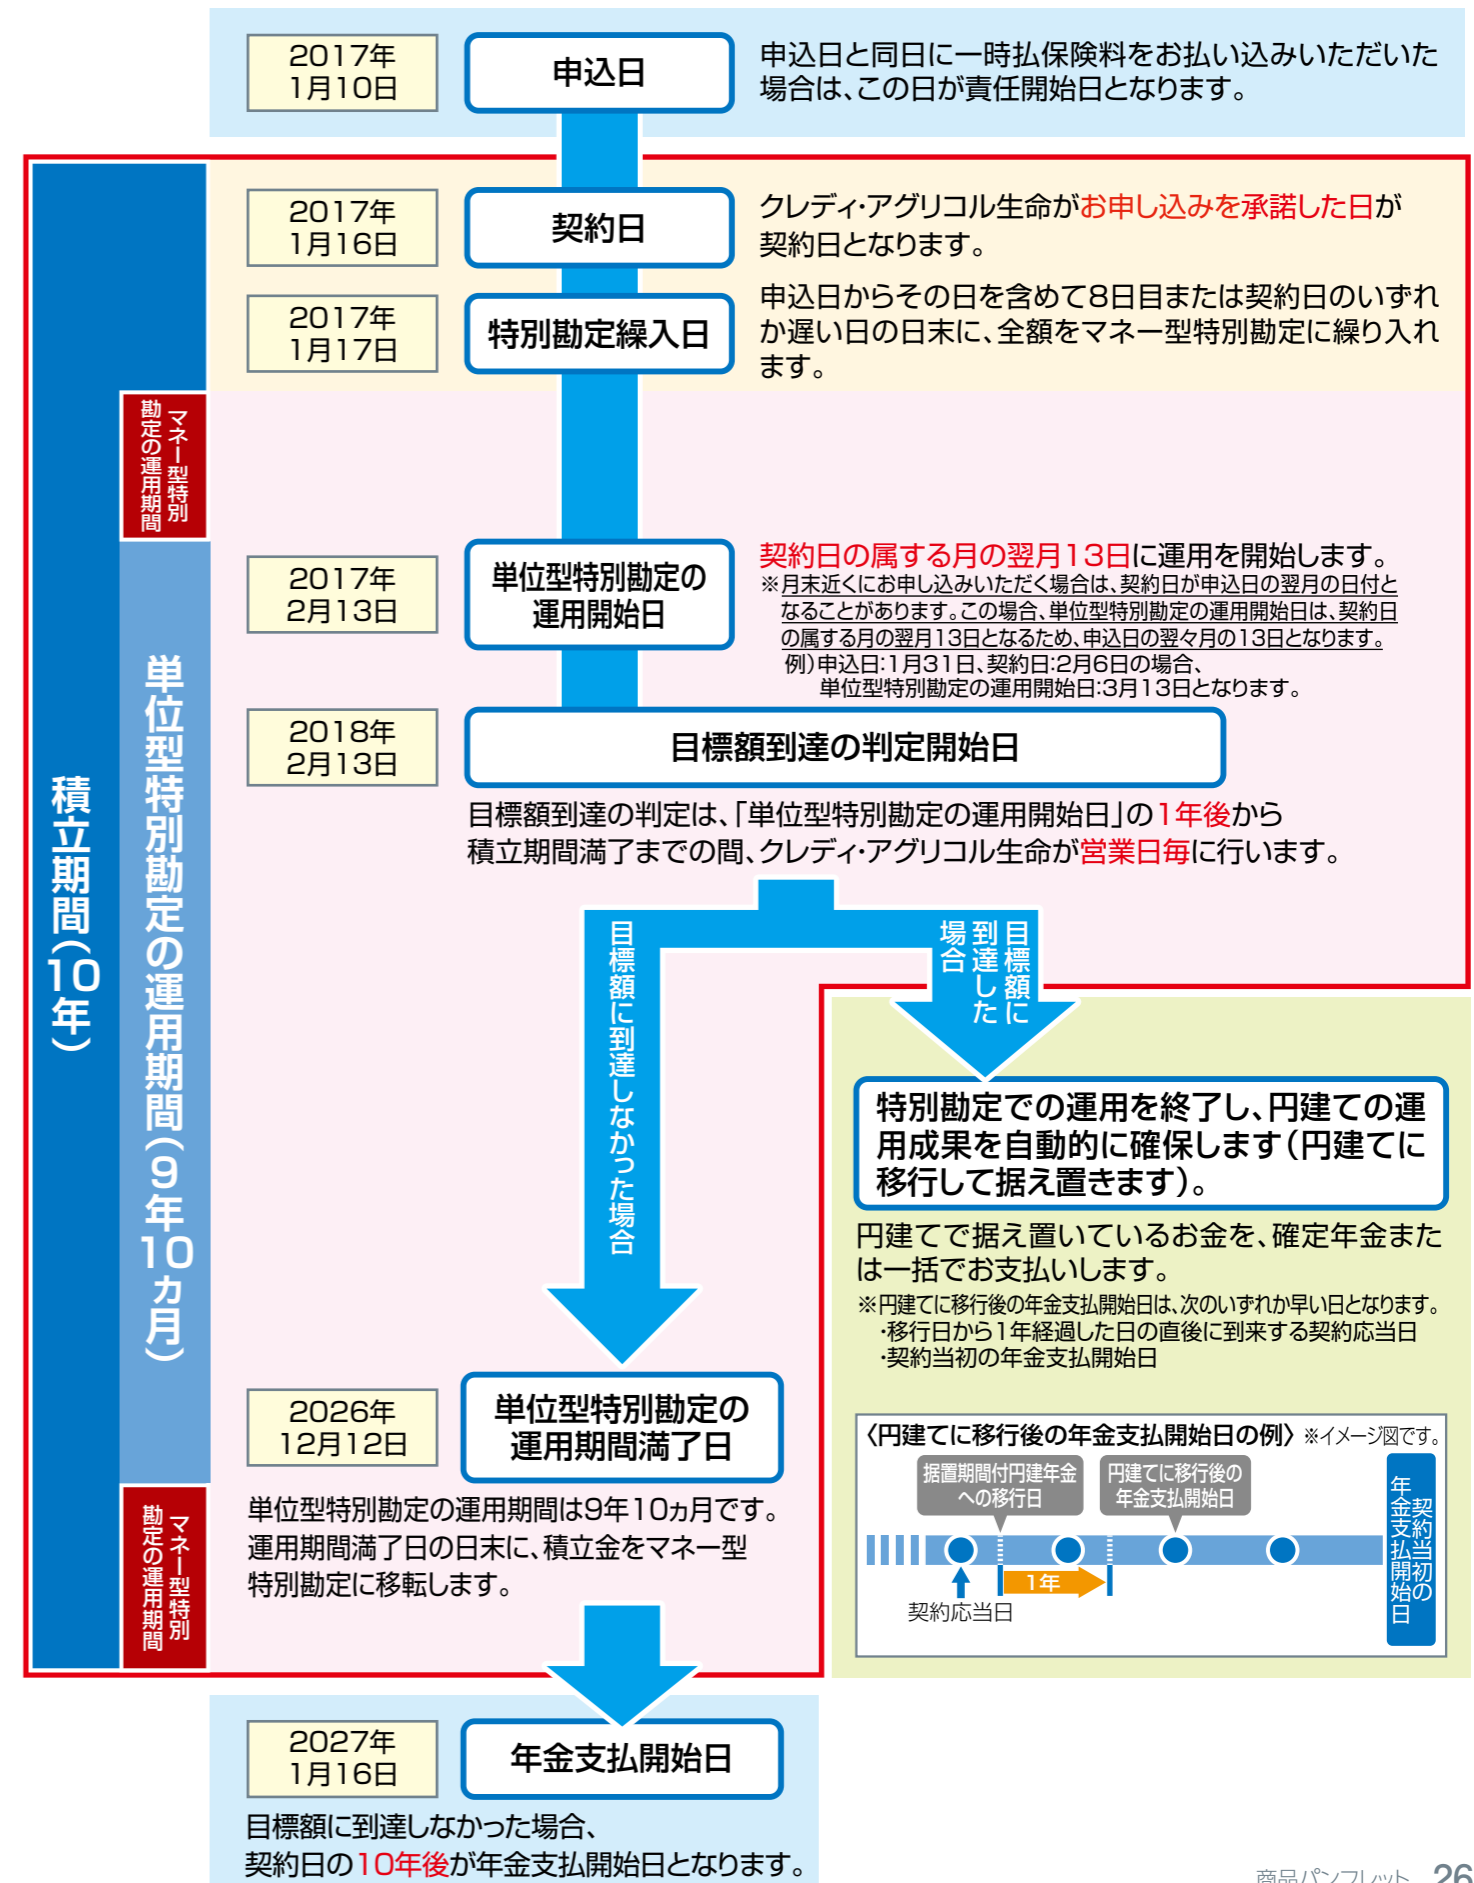 2017年
1月10日
申込日
申込日と同日に一時払保険料をお払い込みいただいた
場合は、この日が責任開始日となります。
積立期間（10年）
2017年
1月16日
契約日
クレディ・アグリコル生命がお申し込みを承諾した日が
契約日となります。
2017年
1月17日
特別勘定繰入日
申込日からその日を含めて8日目または契約日のいずれ
か遅い日の日末に、全額をマネー型特別勘定に繰り入れ
ます。
マネー型特別
勘定の運用期間
単位型特別勘定の運用期間（9年10ヵ月）
2017年
2月13日
単位型特別勘定の
運用開始日
契約日の属する月の翌月13日に運用を開始します。
※月末近くにお申し込みいただく場合は、契約日が申込日の翌月の日付と
なることがあります。この場合、単位型特別勘定の運用開始日は、契約日
の属する月の翌月13日となるため、申込日の翌々月の13日となります。
例）申込日:1月31日、契約日:2月6日の場合、
単位型特別勘定の運用開始日:3月13日となります。
2018年
2月13日
目標額到達の判定開始日
目標額到達の判定は、「単位型特別勘定の運用開始日」の1年後から
積立期間満了までの間、クレディ・アグリコル生命が営業日毎に行います。
目標額に到達しなかった場合
目標額に
到達した
場合
特別勘定での運用を終了し、円建ての運
用成果を自動的に確保します（円建てに
移行して据え置きます）。
円建てで据え置いているお金を、確定年金また
は一括でお支払いします。
※円建てに移行後の年金支払開始日は、次のいずれか早い日となります。
・移行日から1年経過した日の直後に到来する契約応当日
・契約当初の年金支払開始日
〈円建てに移行後の年金支払開始日の例〉 ※イメージ図です。
据置期間付円建年金
への移行日
円建てに移行後の
年金支払開始日
契約当初の
年金支払開始日
1年
契約応当日
2026年
12月12日
単位型特別勘定の
運用期間満了日
単位型特別勘定の運用期間は9年10ヵ月です。
運用期間満了日の日末に、積立金をマネー型
特別勘定に移転します。
マネー型特別
勘定の運用期間
2027年
1月16日
年金支払開始日
目標額に到達しなかった場合、
契約日の10年後が年金支払開始日となります。
商品パンフレット 26